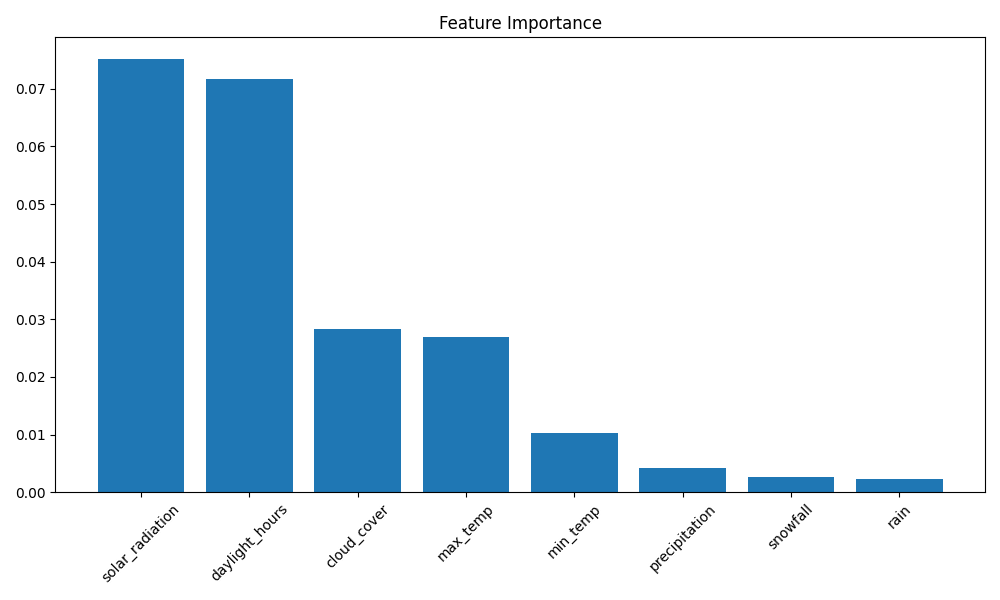 Feature Importance
0.07
0.06
0.05
0.04
0.03
0.02
0.01
0.00
solar_radiation
daylight_hours
cloud_cover
max_temp
min_temp
precipitation
snowfall
rain